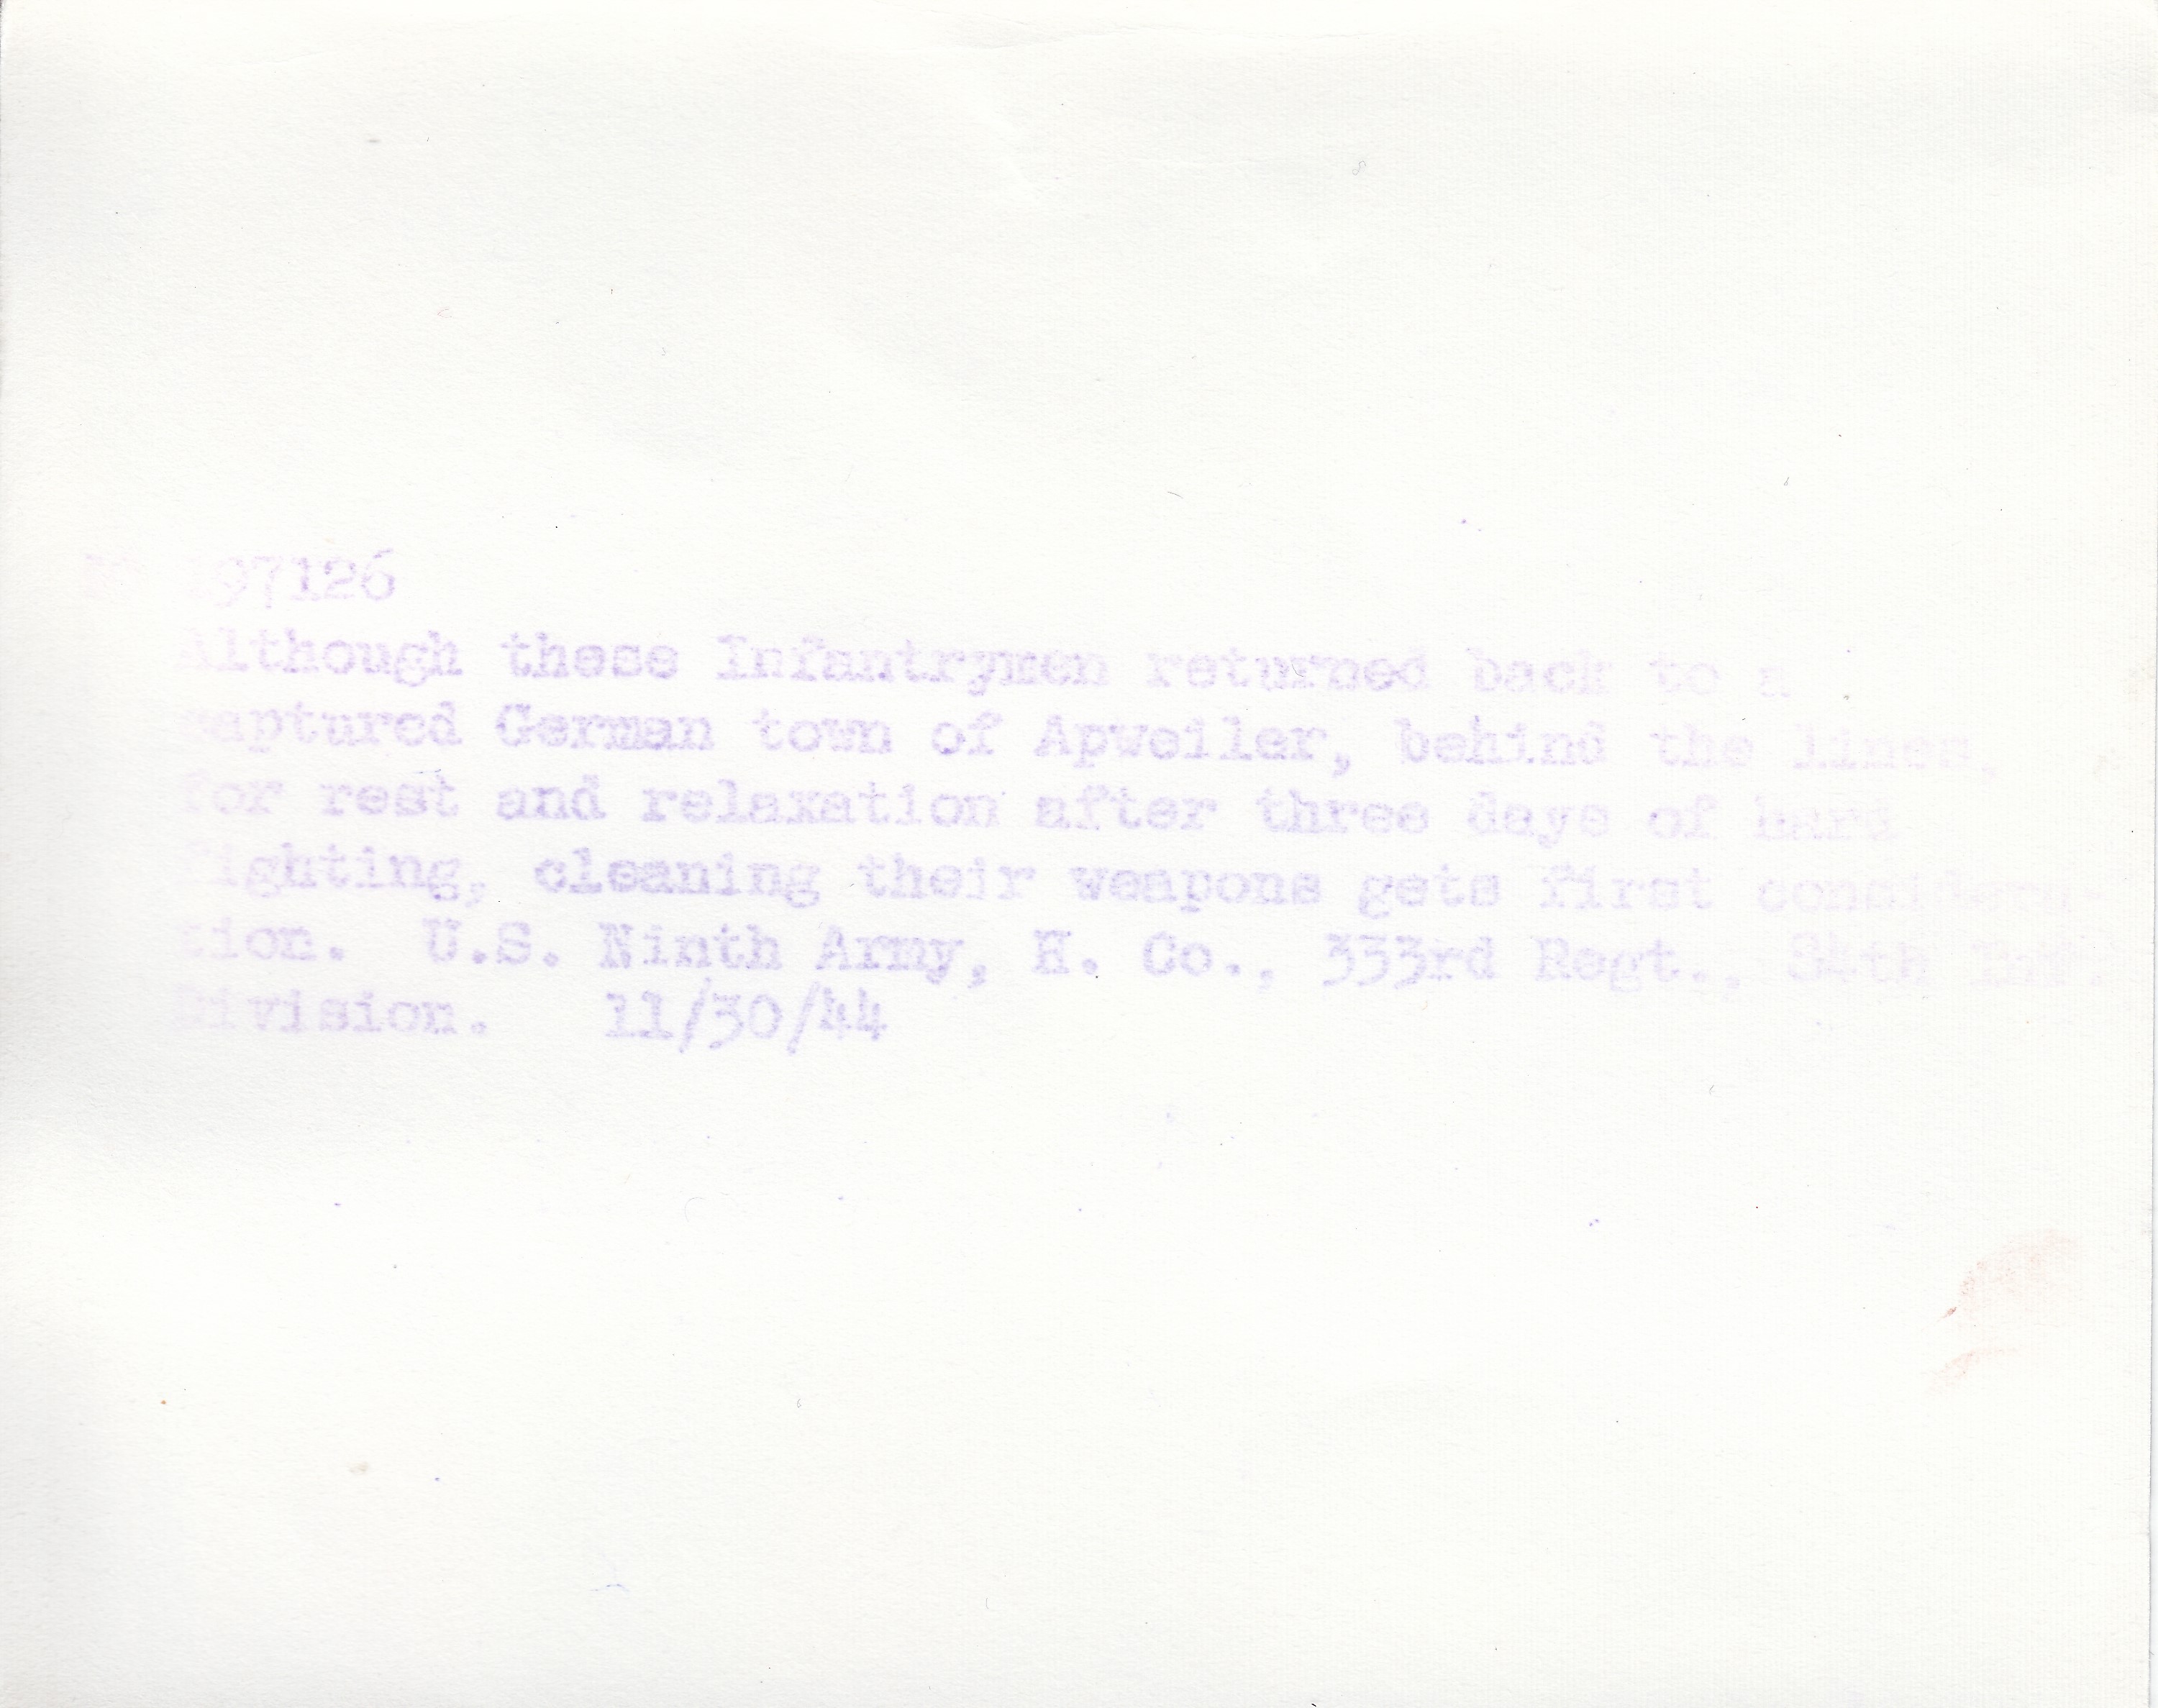 197126
Although these Infantrymen returned back to a
captured German town of Apweiler, behind the lines,
for rest and relaxation after three days of hard
fighting, cleaning their weapons gets first considera-
tion. U.S. Ninth Army, H. Co., 333rd Regt., 84th Inf.
Division. 11/30/44